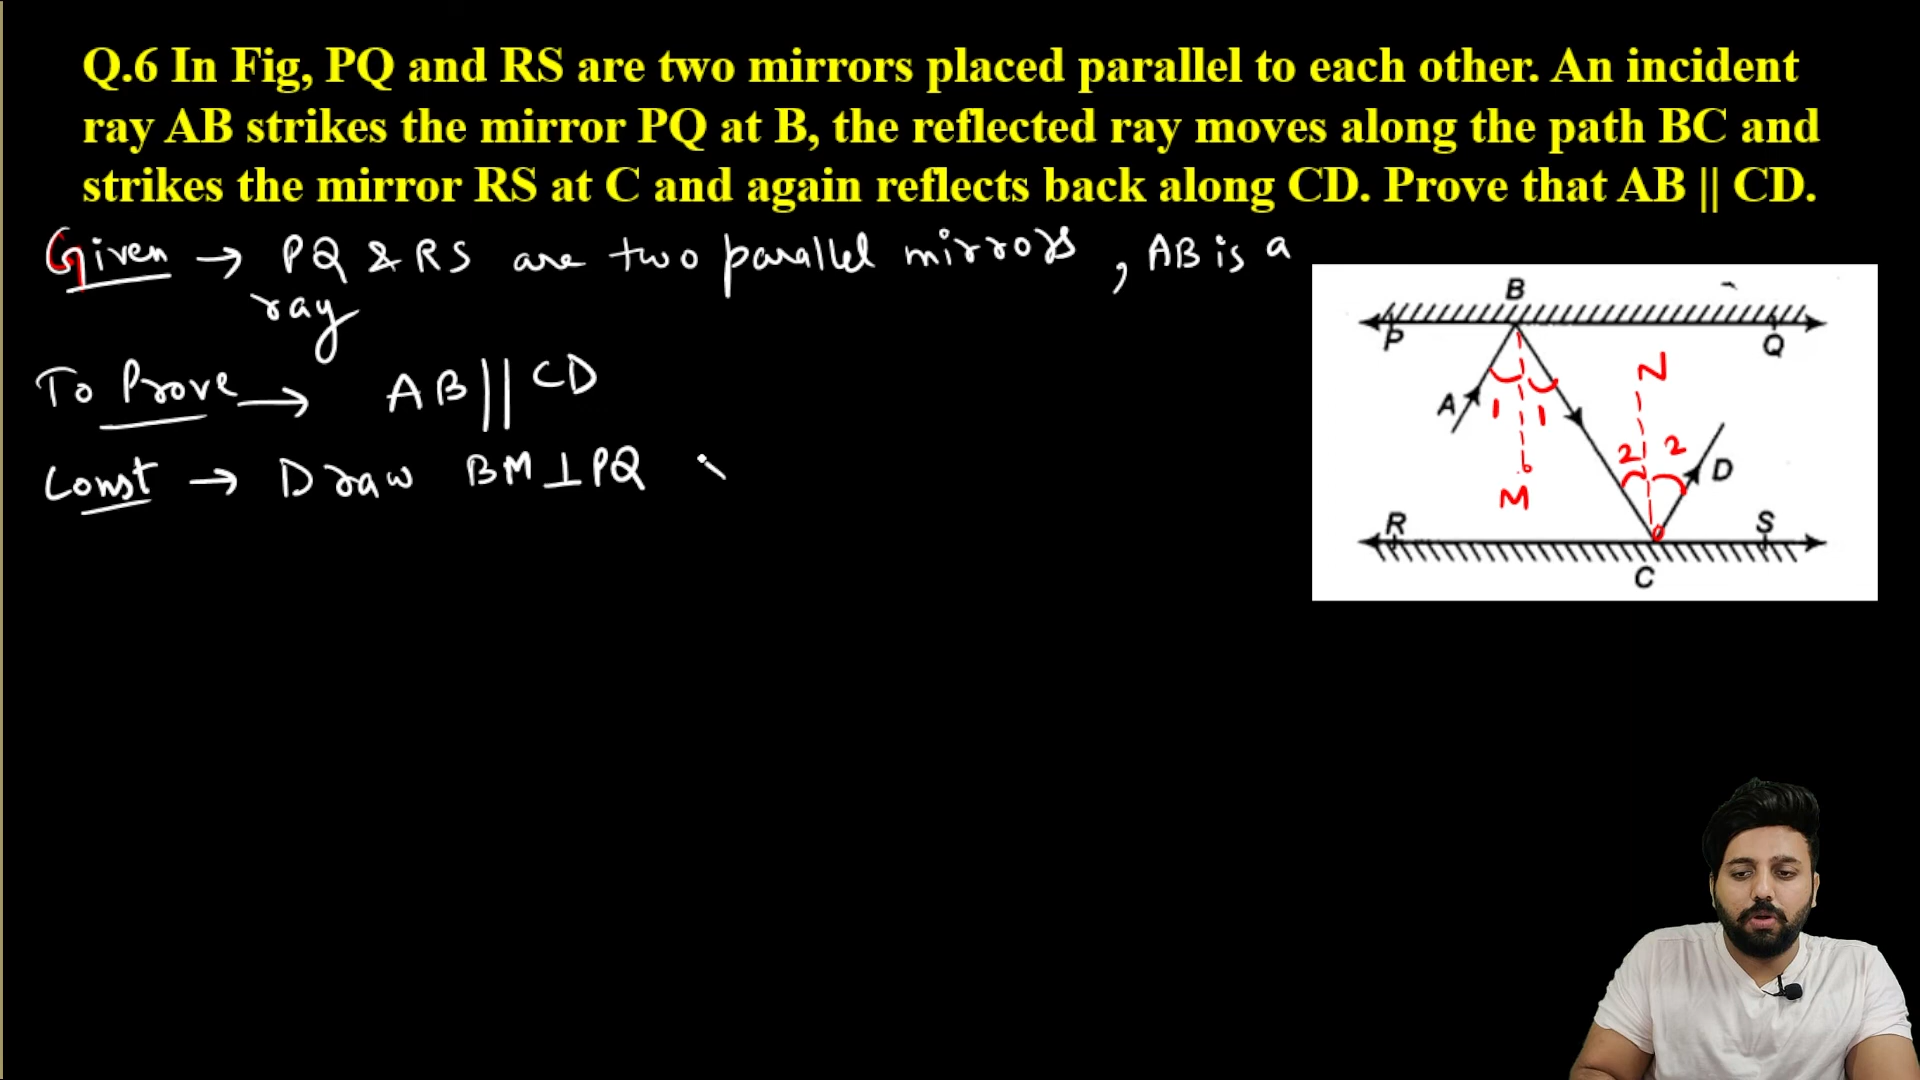 Q.6 In Fig, PQ and RS are two mirrors placed parallel to each other. An incident
ray AB strikes the mirror PQ at B, the reflected ray moves along the path BC and
strikes the mirror RS at C and again reflects back along CD. Prove that AB || CD.
Given → PQ & RS are two parallel mirrors, AB is a
ray
To Prove → AB || CD
Const → Draw BM ⊥ PQ
B
P
Q
N
A
1
1
2
2
D
M
R
S
C